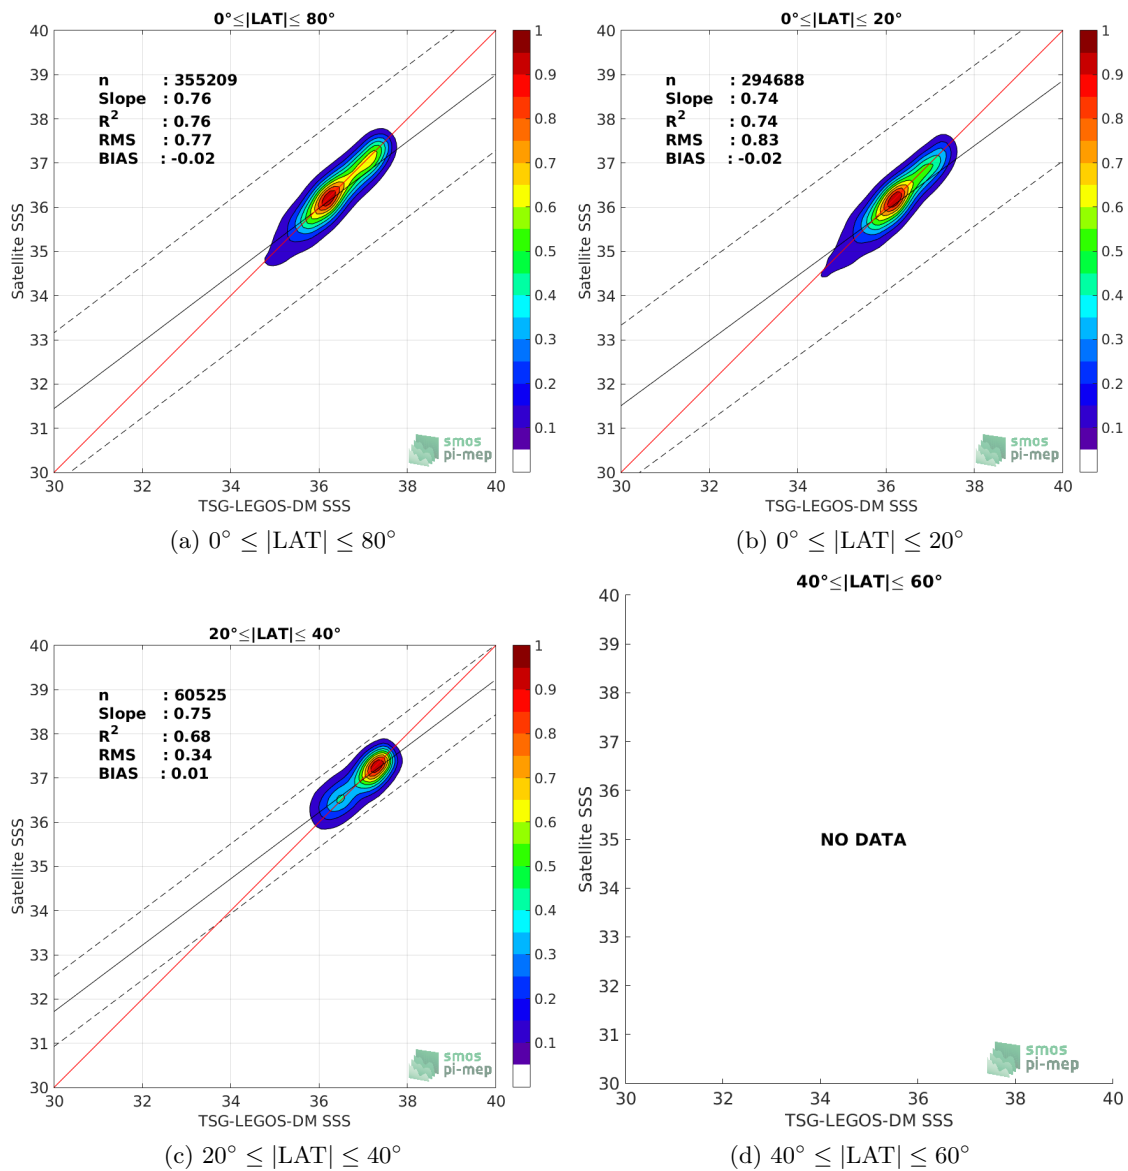 0°≤|LAT|≤ 80°
40
39
38
37
36
35
34
33
32
31
30
Satellite SSS
n : 355209
Slope : 0.76
R² : 0.76
RMS : 0.77
BIAS : -0.02
smos
pi-mep
30 32 34 36 38 40
TSG-LEGOS-DM SSS
1
0.9
0.8
0.7
0.6
0.5
0.4
0.3
0.2
0.1
(a) 0° ≤ |LAT| ≤ 80°
0°≤|LAT|≤ 20°
40
39
38
37
36
35
34
33
32
31
30
Satellite SSS
n : 294688
Slope : 0.74
R² : 0.74
RMS : 0.83
BIAS : -0.02
smos
pi-mep
30 32 34 36 38 40
TSG-LEGOS-DM SSS
1
0.9
0.8
0.7
0.6
0.5
0.4
0.3
0.2
0.1
(b) 0° ≤ |LAT| ≤ 20°
20°≤|LAT|≤ 40°
40
39
38
37
36
35
34
33
32
31
30
Satellite SSS
n : 60525
Slope : 0.75
R² : 0.68
RMS : 0.34
BIAS : 0.01
smos
pi-mep
30 32 34 36 38 40
TSG-LEGOS-DM SSS
1
0.9
0.8
0.7
0.6
0.5
0.4
0.3
0.2
0.1
(c) 20° ≤ |LAT| ≤ 40°
40°≤|LAT|≤ 60°
40
39
38
37
36
35
34
33
32
31
30
Satellite SSS
NO DATA
smos
pi-mep
30 32 34 36 38 40
TSG-LEGOS-DM SSS
(d) 40° ≤ |LAT| ≤ 60°